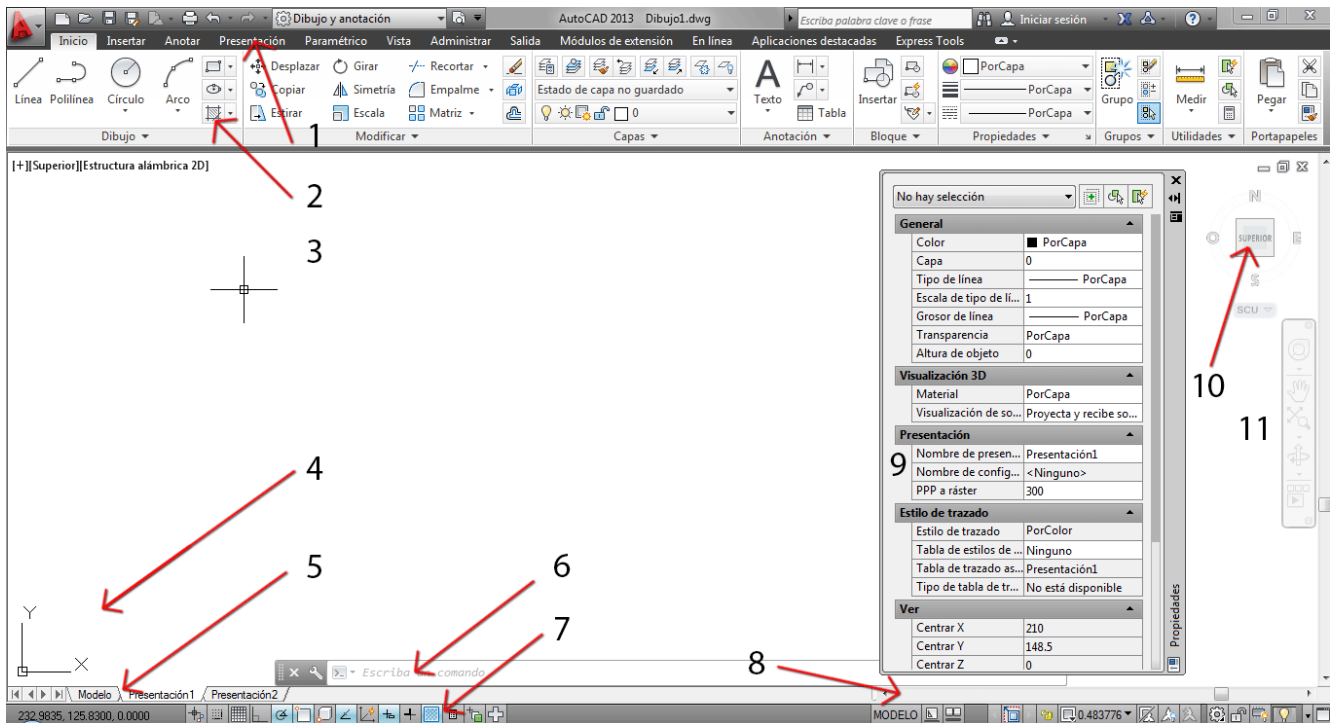 Dibujo y anotación AutoCAD 2013 Dibujo1.dwg Escriba palabra clave o frase Iniciar sesión
Inicio Insertar Anotar Presentación Paramétrico Vista Administrar Salida Módulos de extensión En línea Aplicaciones destacadas Express Tools
Desplazar Girar Recortar PorCapa
Copiar Simetría Empalme Estado de capa no guardado PorCapa
Línea Polilínea Círculo Arco Texto Insertar Grupo Medir Pegar
Estirar Escala Matriz 0 Tabla PorCapa
Dibujo Modificar Capas Anotación Bloque Propiedades Grupos Utilidades Portapapeles
1
[+][Superior][Estructura alámbrica 2D]
2
3
No hay selección
N
General
Color PorCapa
O SUPERIOR E
Capa 0
Tipo de línea PorCapa
S
Escala de tipo de lí... 1
SCU
Grosor de línea PorCapa
Transparencia PorCapa
Altura de objeto 0
Visualización 3D
10
Material PorCapa
Visualización de so... Proyecta y recibe so...
11
Presentación
Nombre de presen... Presentación1
9
Nombre de config... <Ninguno>
4
PPP a ráster 300
Estilo de trazado
Estilo de trazado PorColor
Tabla de estilos de ... Ninguno
5
6
Tabla de trazado as... Presentación1
Tipo de tabla de tr... No está disponible
Propiedades
Ver
Y
Centrar X 210
7
Centrar Y 148.5
X
8
Centrar Z 0
Escriba un comando
Modelo Presentación1 Presentación2
232.9835, 125.8300, 0.0000 MODELO 0.483776